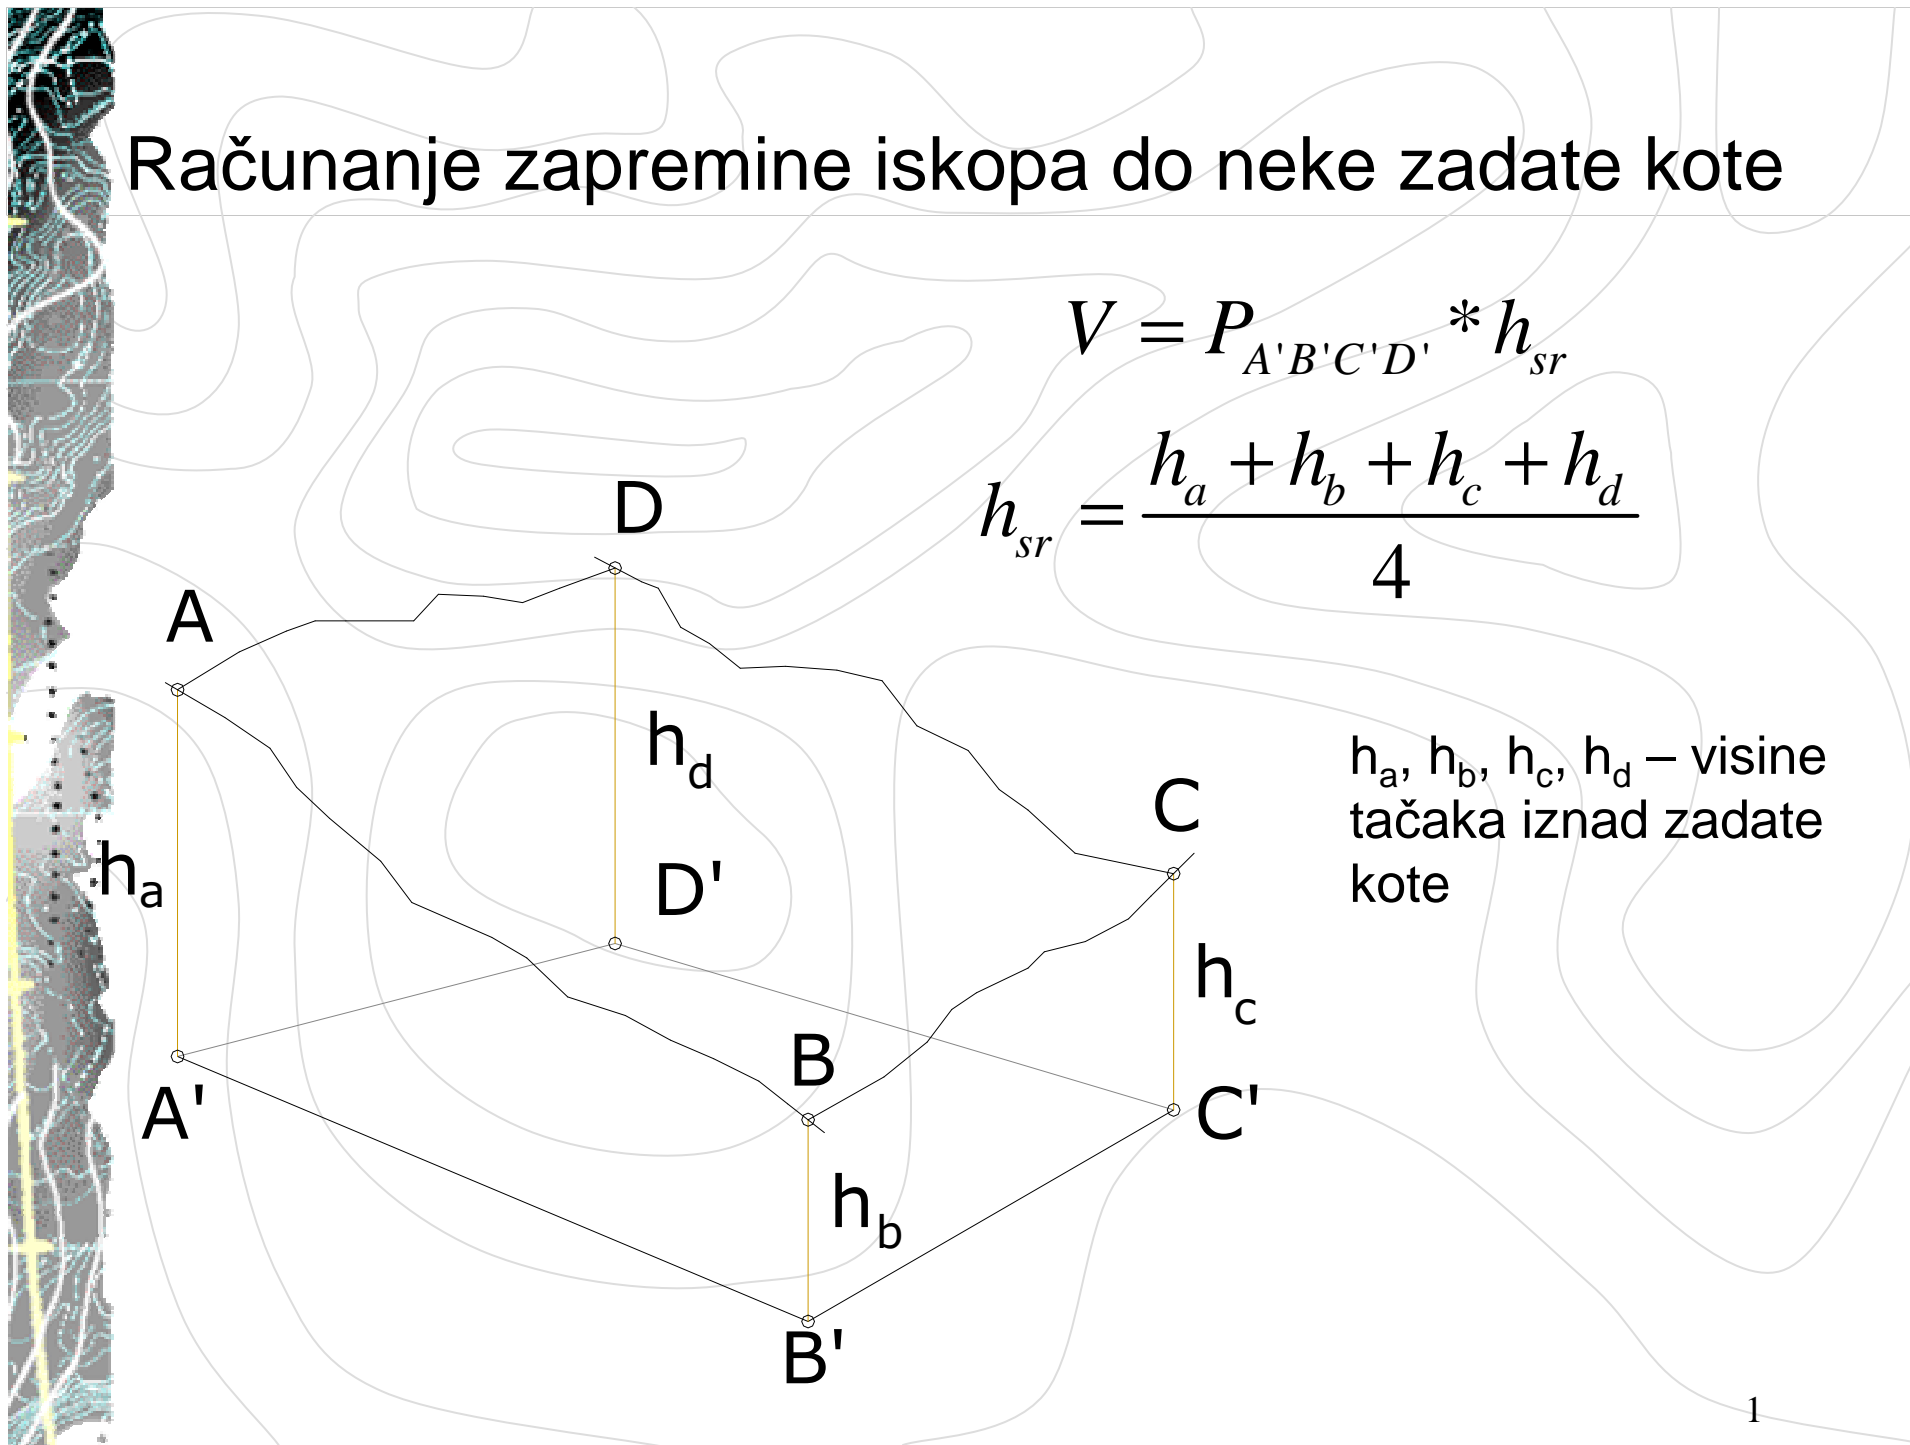 Računanje zapremine iskopa do neke zadate kote
V = P_{A'B'C'D'} * h_{sr}
h_{sr} = \frac{h_a + h_b + h_c + h_d}{4}
D
A
h_d
h_a, h_b, h_c, h_d – visine
tačaka iznad zadate
kote
C
h_a
D'
h_c
B
A'
C'
h_b
B'
1